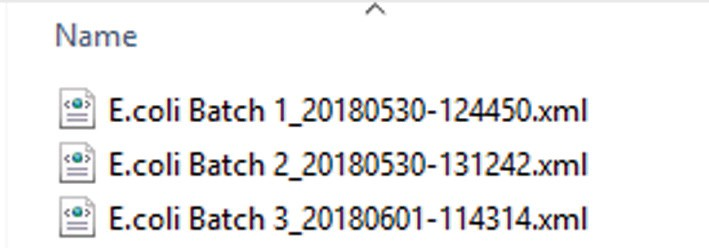 Name
E.coli Batch 1_20180530-124450.xml
E.coli Batch 2_20180530-131242.xml
E.coli Batch 3_20180601-114314.xml